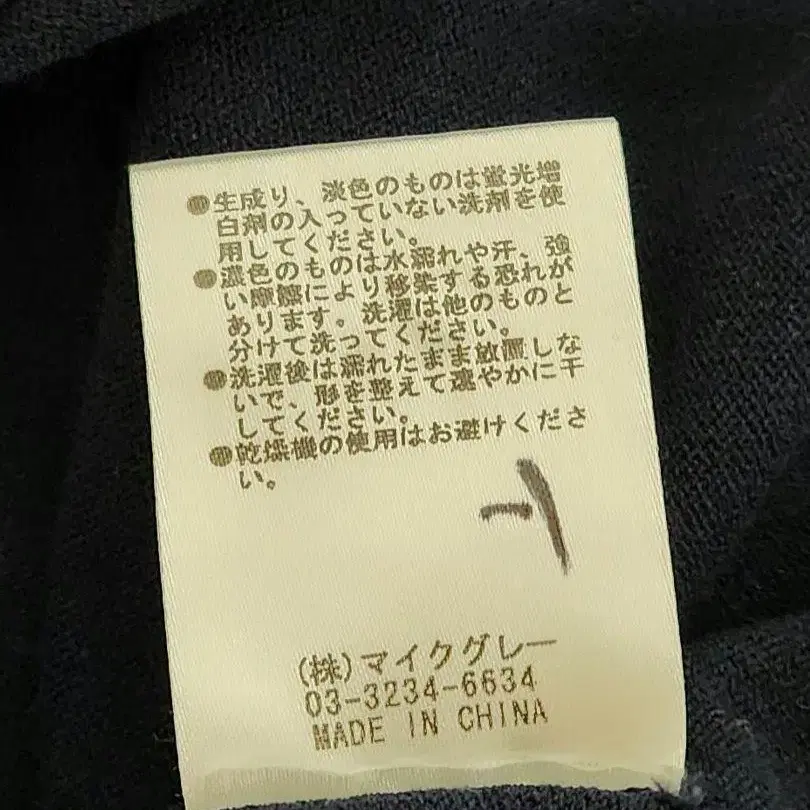 ●生成り、淡色のものは蛍光増
白剤の入っていない洗剤を使
用してください。
●濃色のものは水濡れや汗、強
い摩擦により移染する恐れが
あります。洗濯は他のものと
分けて洗ってください。
●洗濯後は濡れたまま放置しな
いで、形を整えて速やかに干
してください。
●乾燥機の使用はお避けくださ
い。
(株)マイクグレー
03-3234-6634
MADE IN CHINA